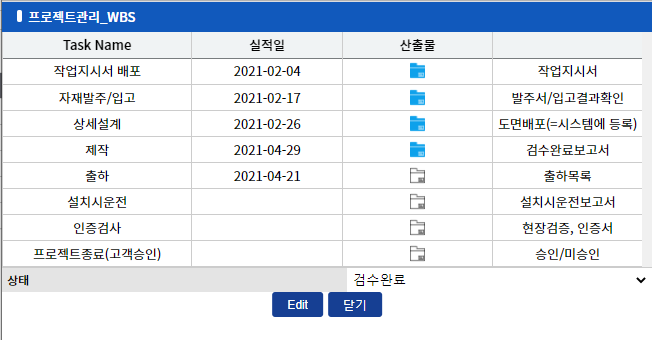 프로젝트관리_WBS
Task Name 실적일 산출물
작업지시서 배포 2021-02-04 작업지시서
자재발주/입고 2021-02-17 발주서/입고결과확인
상세설계 2021-02-26 도면배포(=시스템에 등록)
제작 2021-04-29 검수완료보고서
출하 2021-04-21 출하목록
설치시운전 설치시운전보고서
인증검사 현장검증, 인증서
프로젝트종료(고객승인) 승인/미승인
상태 검수완료
Edit 닫기